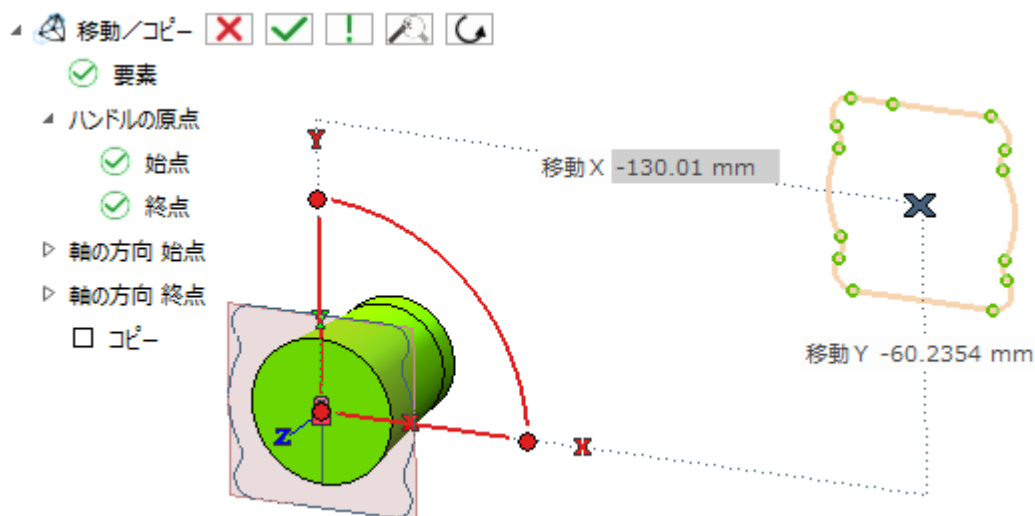 移動／コピー
要素
ハンドルの原点
始点
終点
軸の方向 始点
軸の方向 終点
コピー
Y
移動X -130.01 mm
移動Y -60.2354 mm
Y
X
X
Z